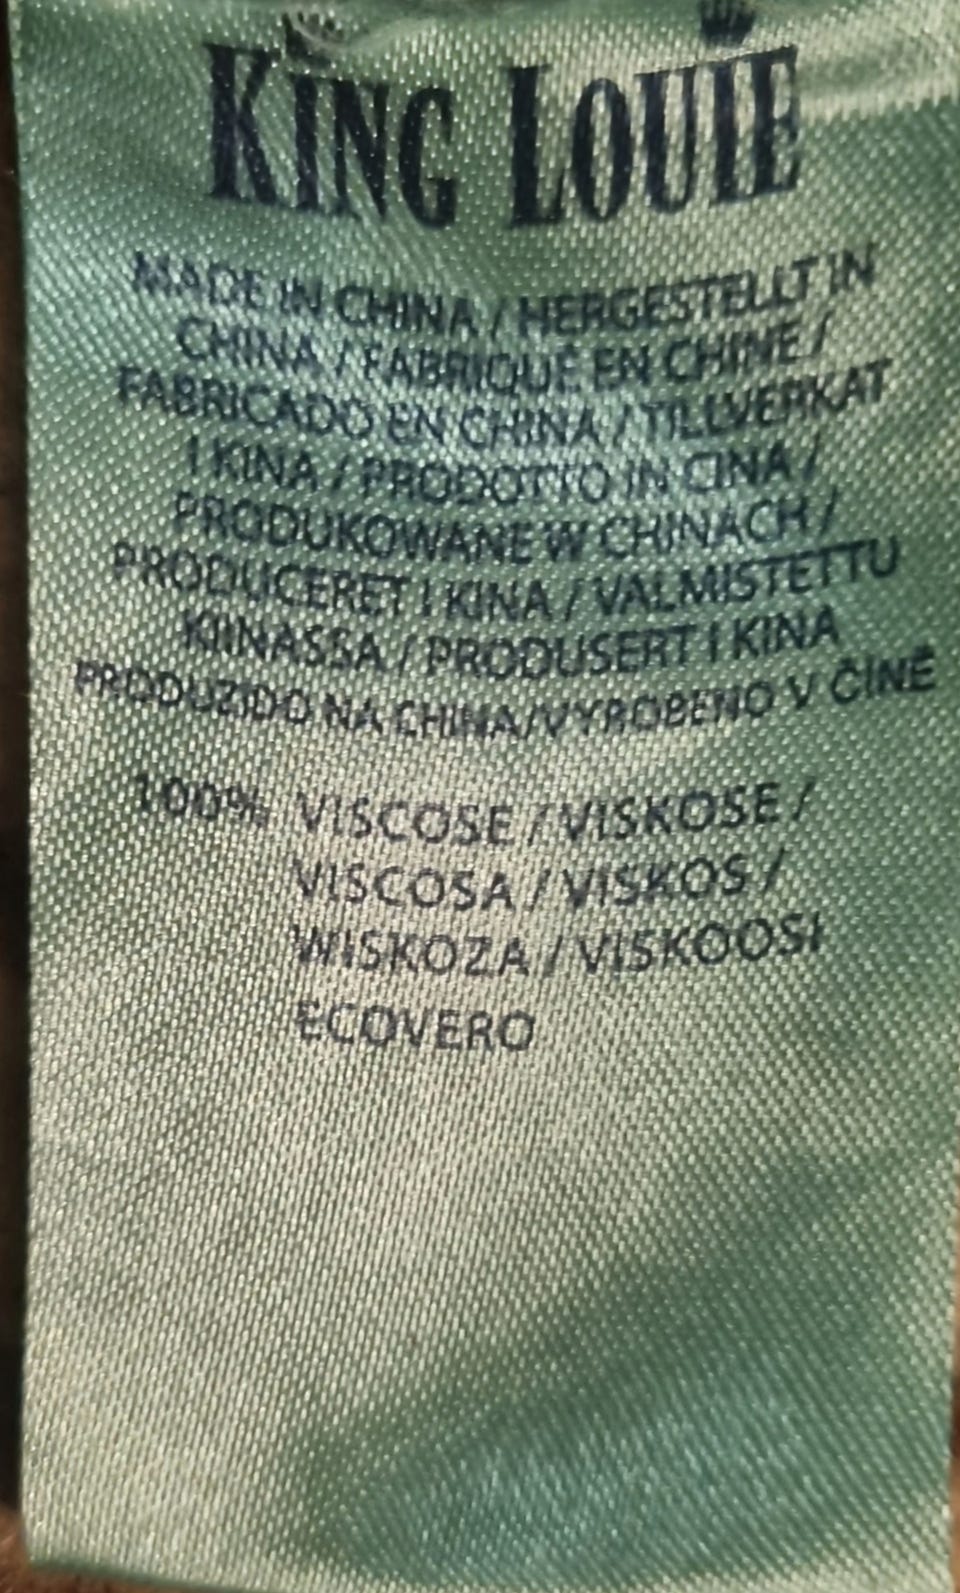 KING LOUIE
MADE IN CHINA / HERGESTELLT IN
CHINA / FABRIQUÉ EN CHINE /
FABRICADO EN CHINA / TILLVERKAT
I KINA / PRODOTTO IN CINA /
PRODUKOWANE W CHINACH /
PRODUCERET I KINA / VALMISTETTU
KIINASSA / PRODUSERT I KINA
PRODUZIDO NA CHINA/VYROBENO V ČÍNĚ
100% VISCOSE / VISKOSE /
VISCOSA / VISKOS /
WISKOZA / VISKOOSI
ECOVERO